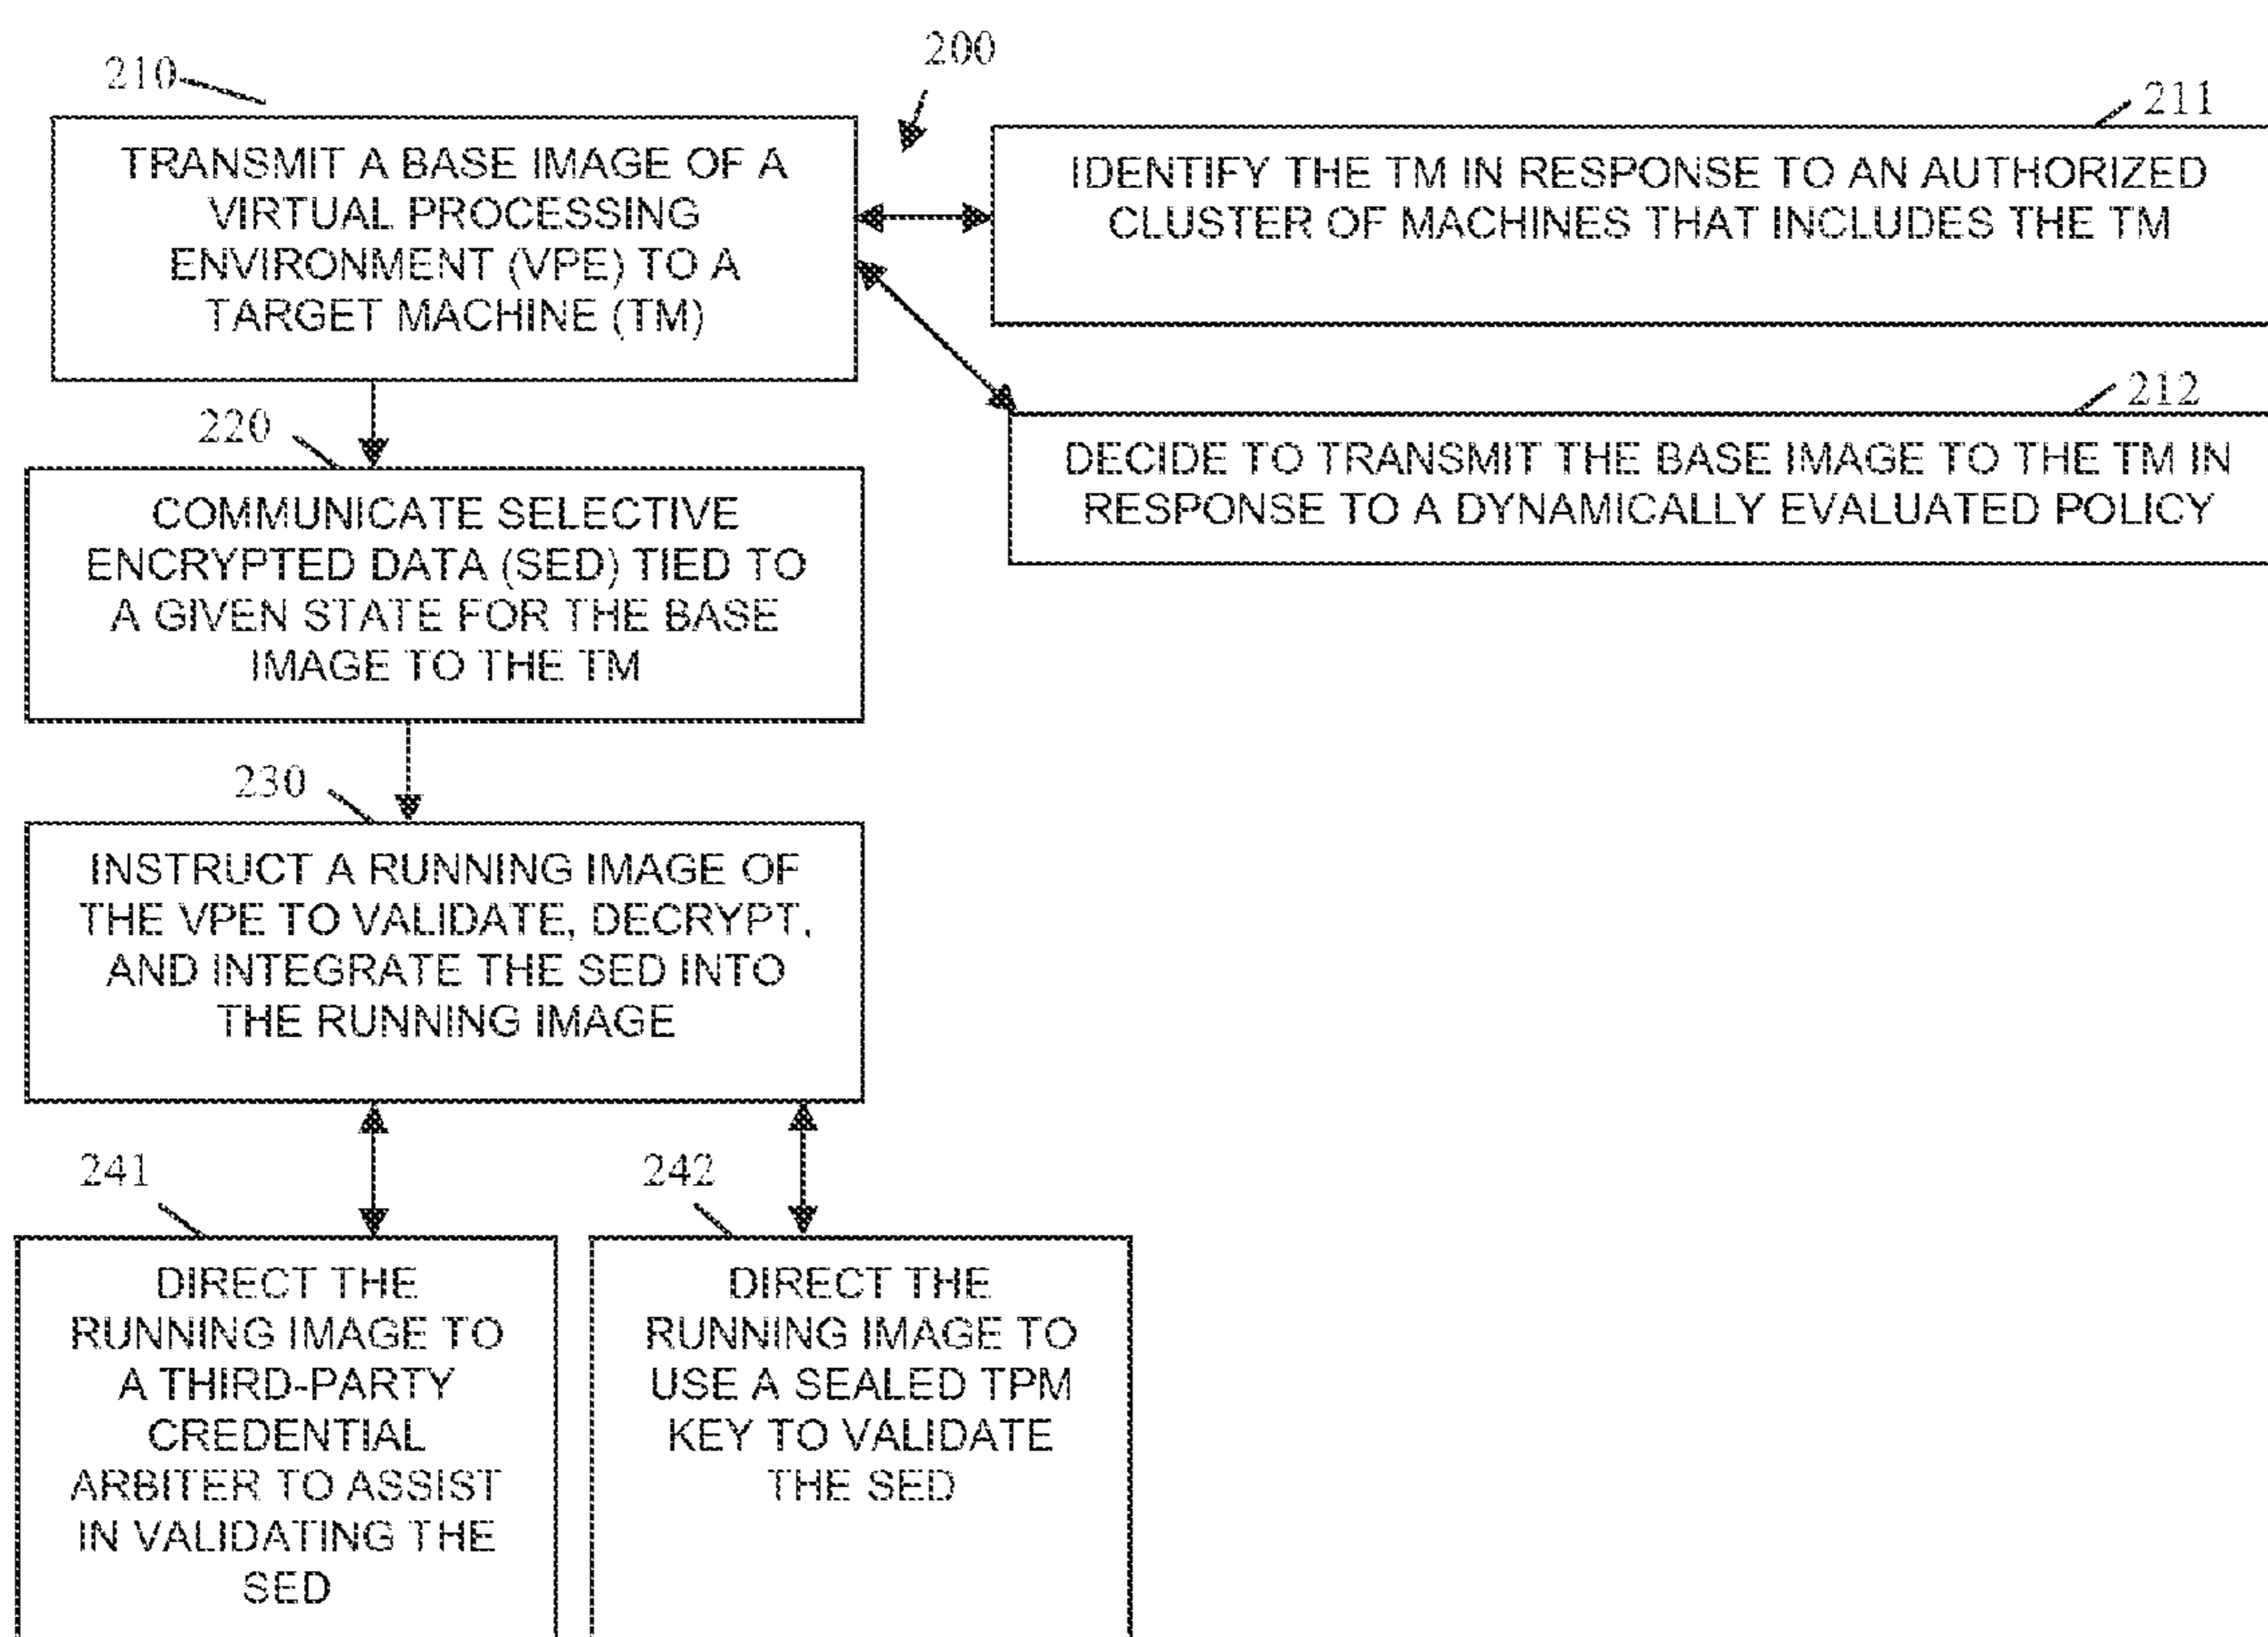 200
210
TRANSMIT A BASE IMAGE OF A
VIRTUAL PROCESSING
ENVIRONMENT (VPE) TO A
TARGET MACHINE (TM)
211
IDENTIFY THE TM IN RESPONSE TO AN AUTHORIZED
CLUSTER OF MACHINES THAT INCLUDES THE TM
212
DECIDE TO TRANSMIT THE BASE IMAGE TO THE TM IN
RESPONSE TO A DYNAMICALLY EVALUATED POLICY
220
COMMUNICATE SELECTIVE
ENCRYPTED DATA (SED) TIED TO
A GIVEN STATE FOR THE BASE
IMAGE TO THE TM
230
INSTRUCT A RUNNING IMAGE OF
THE VPE TO VALIDATE, DECRYPT,
AND INTEGRATE THE SED INTO
THE RUNNING IMAGE
241
DIRECT THE
RUNNING IMAGE TO
A THIRD-PARTY
CREDENTIAL
ARBITER TO ASSIST
IN VALIDATING THE
SED
242
DIRECT THE
RUNNING IMAGE TO
USE A SEALED TPM
KEY TO VALIDATE
THE SED